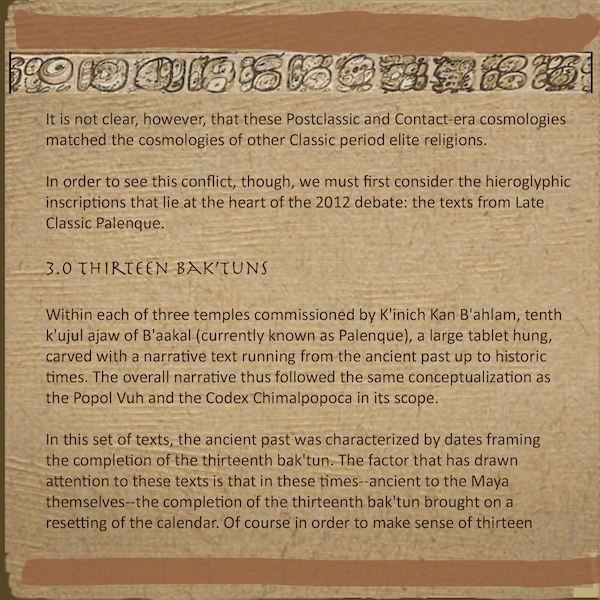 It is not clear, however, that these Postclassic and Contact-era cosmologies
matched the cosmologies of other Classic period elite religions.
In order to see this conflict, though, we must first consider the hieroglyphic
inscriptions that lie at the heart of the 2012 debate: the texts from Late
Classic Palenque.
3.0 THIRTEEN BAK'TUNS
Within each of three temples commissioned by K'inich Kan B'ahlam, tenth
k'ujul ajaw of B'aakal (currently known as Palenque), a large tablet hung,
carved with a narrative text running from the ancient past up to historic
times. The overall narrative thus followed the same conceptualization as
the Popol Vuh and the Codex Chimalpopoca in its scope.
In this set of texts, the ancient past was characterized by dates framing
the completion of the thirteenth bak'tun. The factor that has drawn
attention to these texts is that in these times--ancient to the Maya
themselves--the completion of the thirteenth bak'tun brought on a
resetting of the calendar. Of course in order to make sense of thirteen